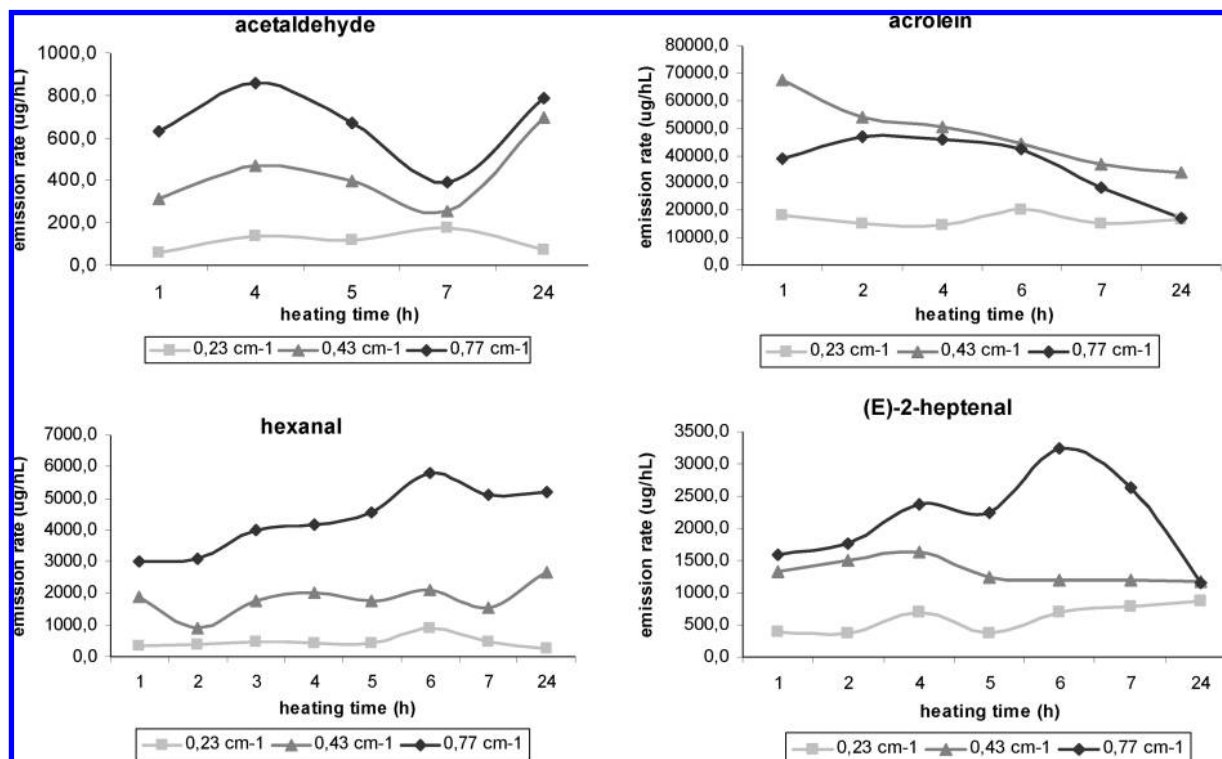 acetaldehyde
1000,0
800,0
600,0
400,0
200,0
0,0
emission rate (ug/hL)
1 4 5 7 24
heating time (h)
0,23 cm-1 0,43 cm-1 0,77 cm-1
acrolein
80000,0
70000,0
60000,0
50000,0
40000,0
30000,0
20000,0
10000,0
0,0
emission rate (ug/hL)
1 2 4 6 7 24
heating time (h)
0,23 cm-1 0,43 cm-1 0,77 cm-1
hexanal
7000,0
6000,0
5000,0
4000,0
3000,0
2000,0
1000,0
0,0
emission rate (ug/hL)
1 2 3 4 5 6 7 24
heating time (h)
0,23 cm-1 0,43 cm-1 0,77 cm-1
(E)-2-heptenal
3500,0
3000,0
2500,0
2000,0
1500,0
1000,0
500,0
0,0
emission rate (ug/hL)
1 2 4 5 6 7 24
heating time (h)
0,23 cm-1 0,43 cm-1 0,77 cm-1